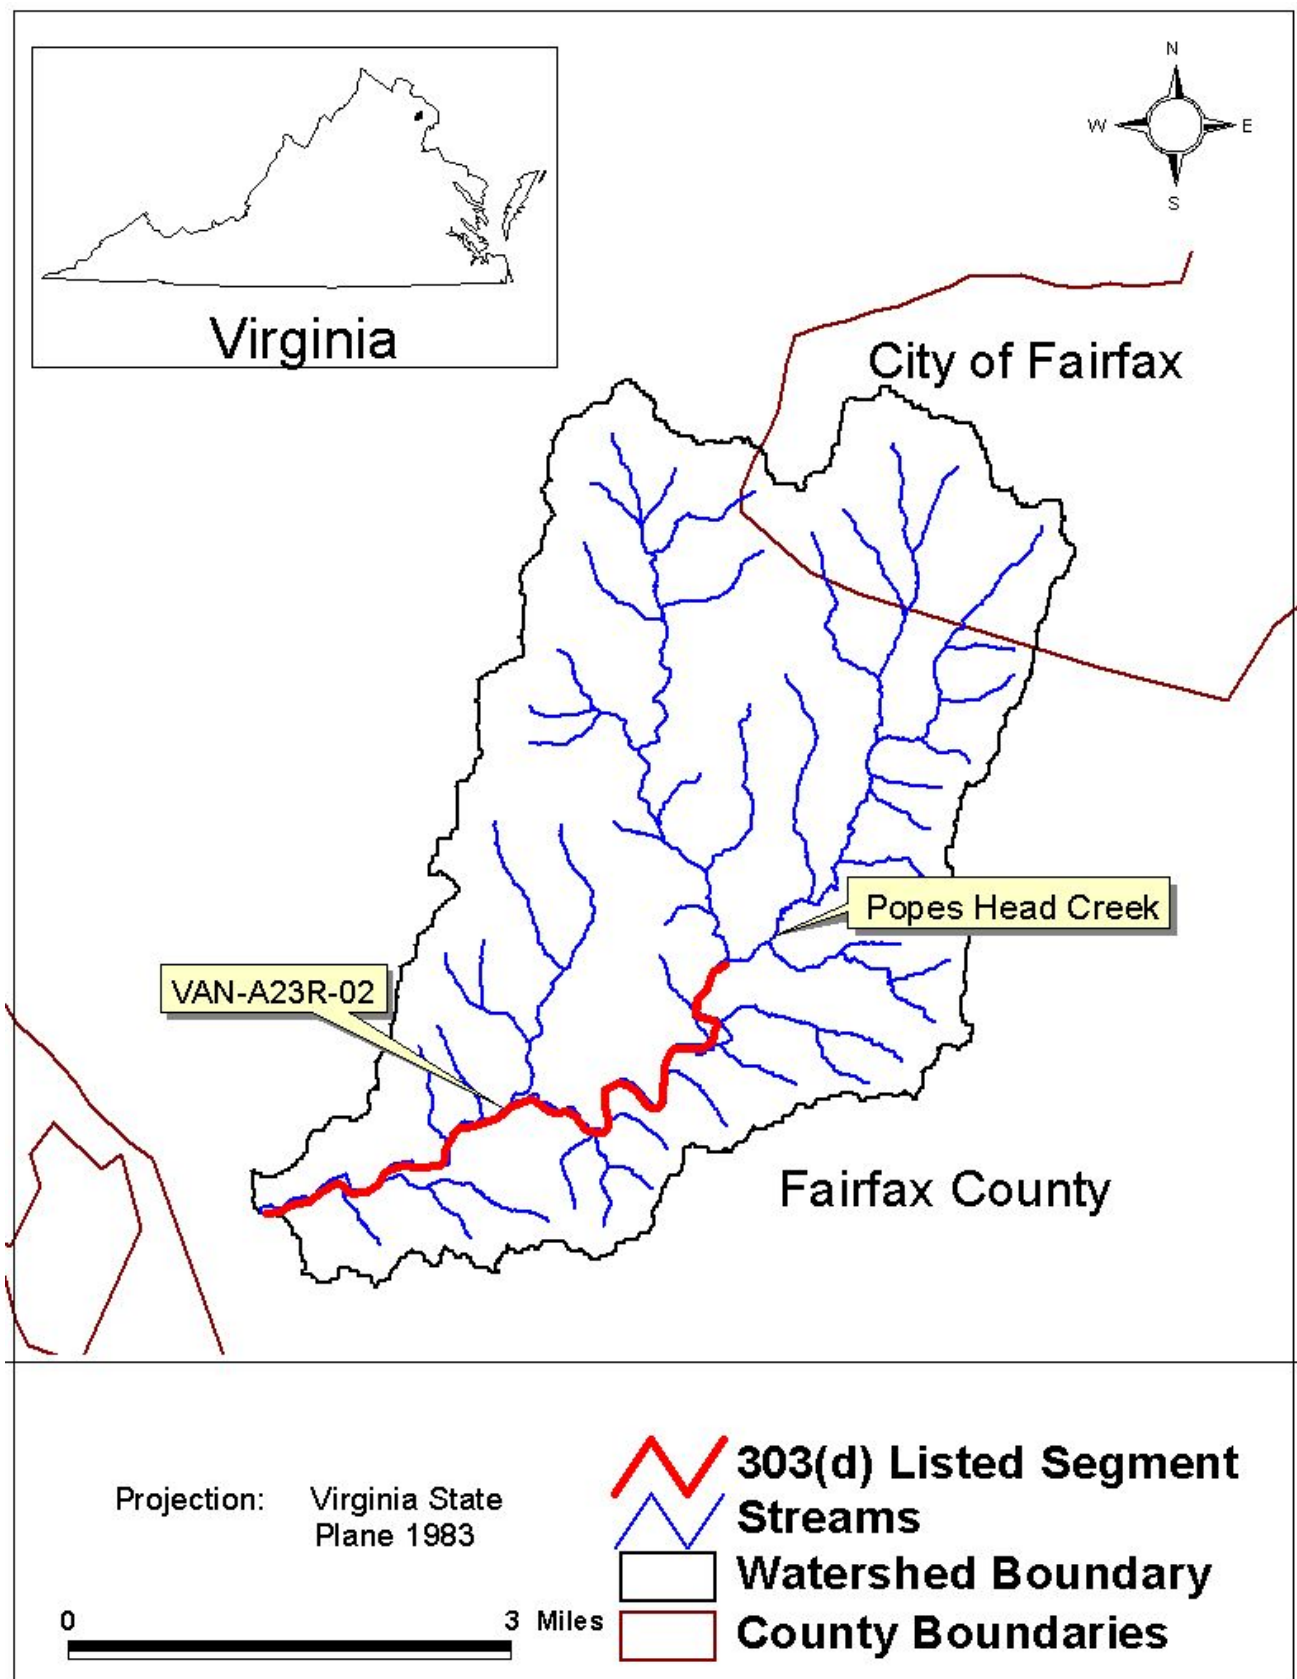 Virginia
N
W E
S
City of Fairfax
Popes Head Creek
VAN-A23R-02
Fairfax County
Projection: Virginia State
Plane 1983
0 3 Miles
303(d) Listed Segment
Streams
Watershed Boundary
County Boundaries